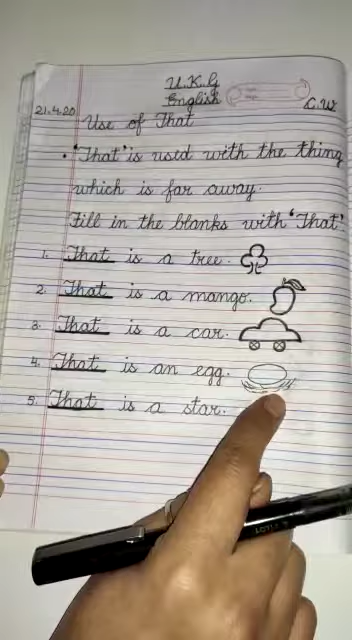 U.K.G
English
21.4.20
C.W
Use of That
• 'That' is used with the thing
which is far away.
Fill in the blanks with 'That'
1. That is a tree.
2. That is a mango.
3. That is a car.
4. That is an egg.
5. That is a star.